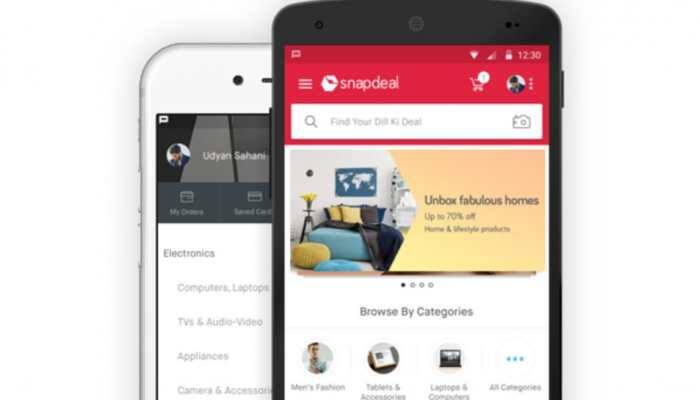 Udyan Sahani
My Orders
Saved Card
Electronics
Computers, Laptops
TVs & Audio-Video
Appliances
Camera & Accessorie
12:30
snapdeal
1
Find Your Dill Ki Deal
Unbox fabulous homes
Up to 70% off
Home & lifestyle products
Browse By Categories
Men's Fashion
Tablets &
Accessories
Laptops &
Computers
All Categories